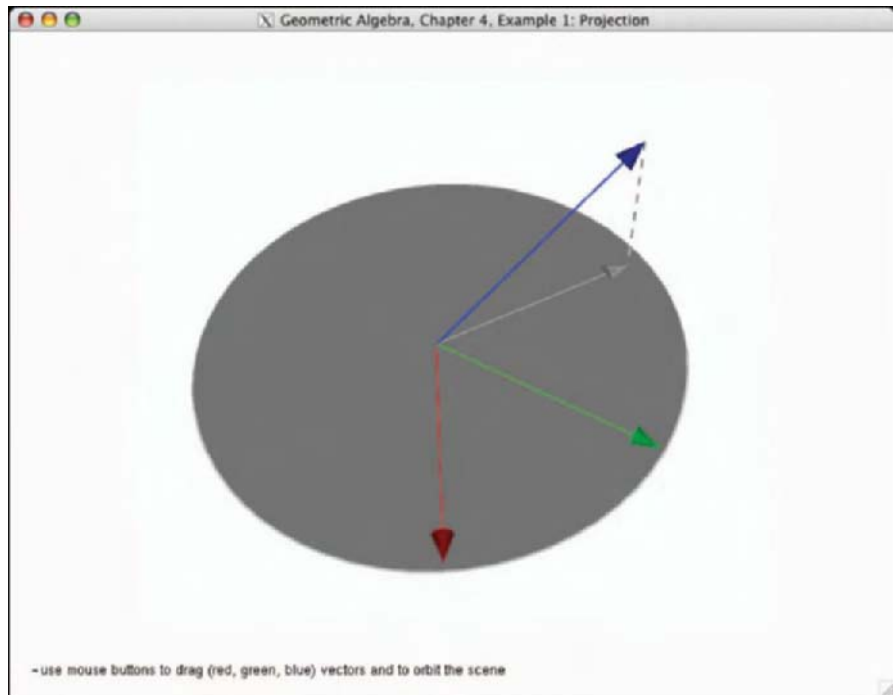 Geometric Algebra, Chapter 4, Example 1: Projection
-use mouse buttons to drag (red, green, blue) vectors and to orbit the scene